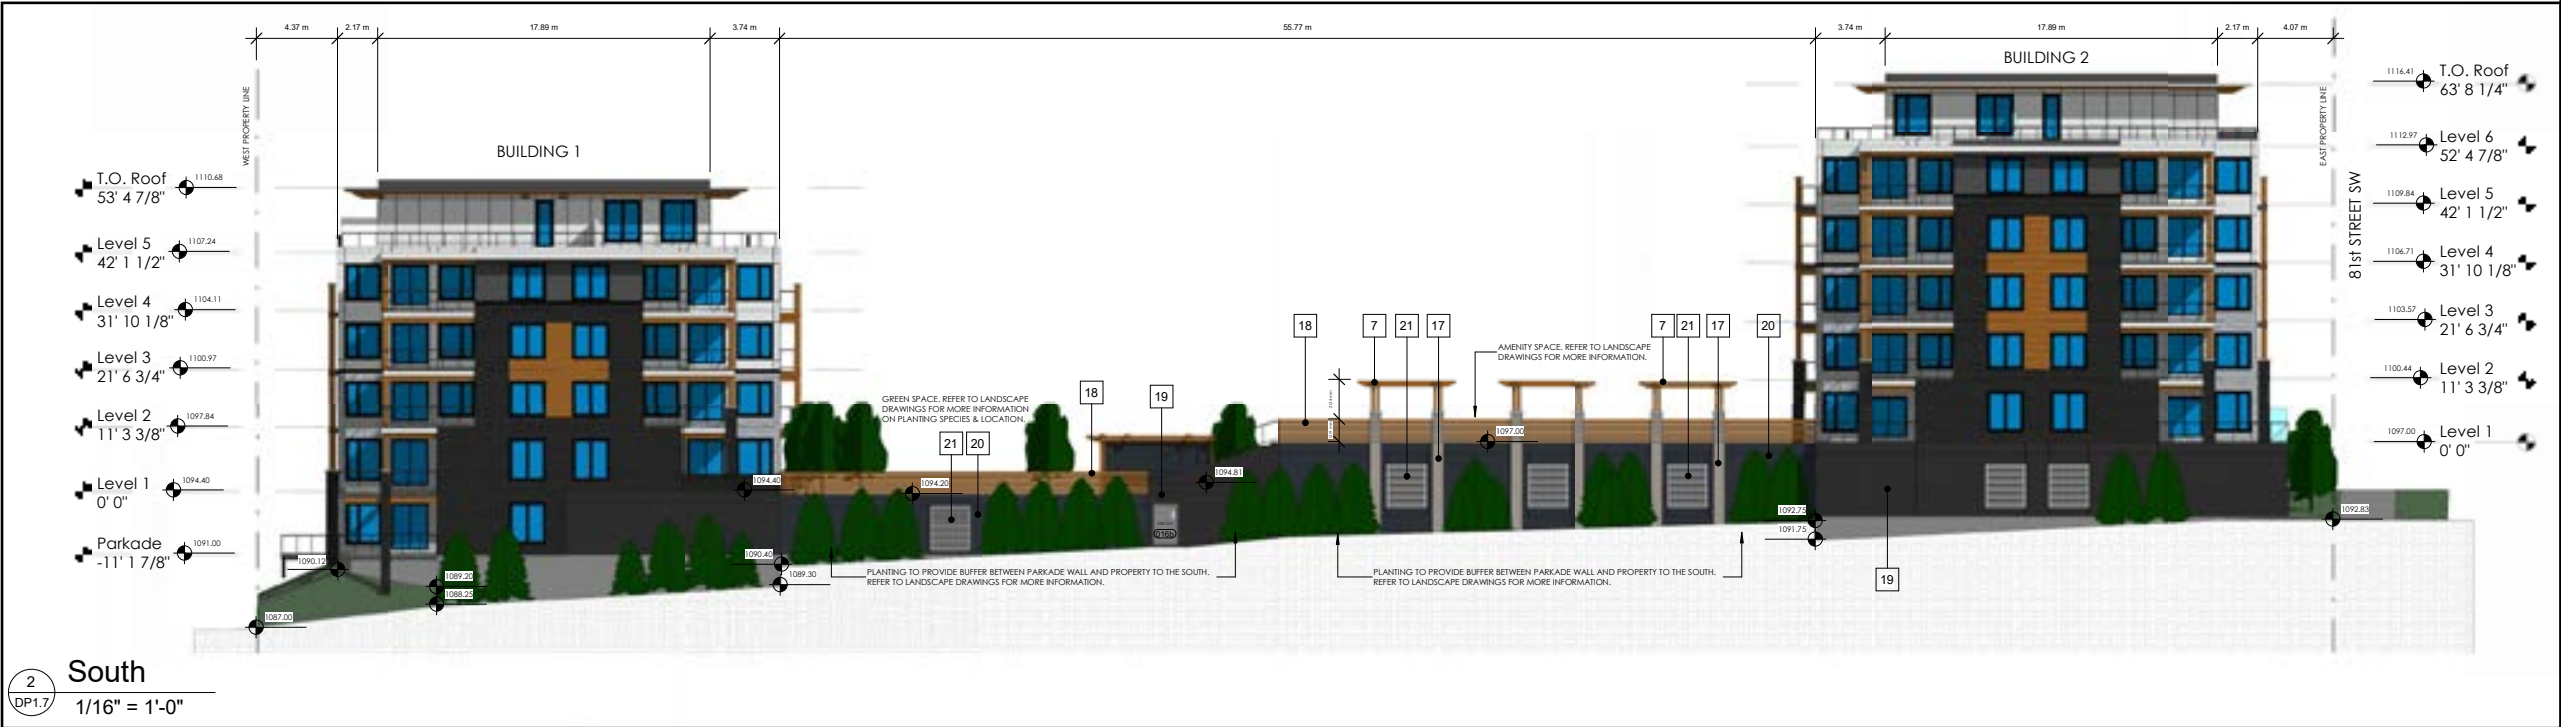 4.37 m
2.17 m
17.89 m
3.74 m
55.77 m
3.74 m
17.89 m
2.17 m
4.07 m
BUILDING 1
BUILDING 2
WEST PROPERTY LINE
EAST PROPERTY LINE
81st STREET SW
T.O. Roof
53' 4 7/8"
1110.68
Level 5
42' 1 1/2"
1107.24
Level 4
31' 10 1/8"
1104.11
Level 3
21' 6 3/4"
1100.97
Level 2
11' 3 3/8"
1097.84
Level 1
0' 0"
1094.40
Parkade
-11' 1 7/8"
1091.00
1116.41
T.O. Roof
63' 8 1/4"
1112.97
Level 6
52' 4 7/8"
1109.84
Level 5
42' 1 1/2"
1106.71
Level 4
31' 10 1/8"
1103.57
Level 3
21' 6 3/4"
1100.44
Level 2
11' 3 3/8"
1097.00
Level 1
0' 0"
18
7
21
17
7
21
17
20
AMENITY SPACE. REFER TO LANDSCAPE
DRAWINGS FOR MORE INFORMATION.
GREEN SPACE. REFER TO LANDSCAPE
DRAWINGS FOR MORE INFORMATION
ON PLANTING SPECIES & LOCATION.
18
19
21
20
1097.00
1094.81
1094.40
1094.20
1092.75
1091.75
1092.83
1090.40
1089.30
1090.12
1089.20
1088.25
1087.00
PLANTING TO PROVIDE BUFFER BETWEEN PARKADE WALL AND PROPERTY TO THE SOUTH.
REFER TO LANDSCAPE DRAWINGS FOR MORE INFORMATION.
PLANTING TO PROVIDE BUFFER BETWEEN PARKADE WALL AND PROPERTY TO THE SOUTH.
REFER TO LANDSCAPE DRAWINGS FOR MORE INFORMATION.
19
2
DP1.7
South
1/16" = 1'-0"